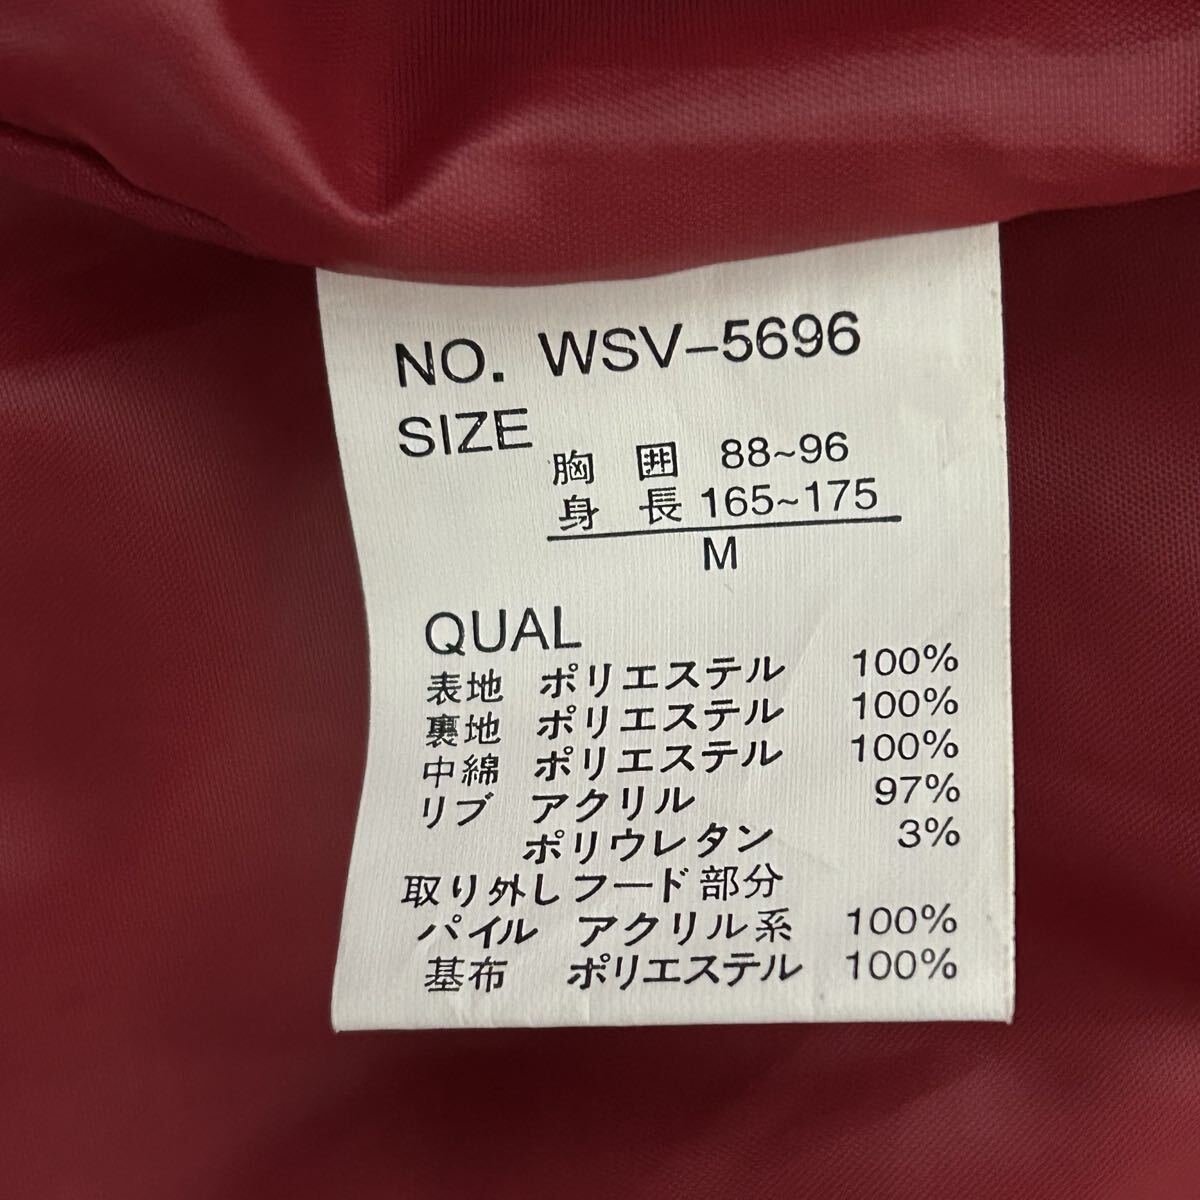 NO. WSV-5696
SIZE
胸 囲 88~96
身 長 165~175
M
QUAL
表地 ポリエステル 100%
裏地 ポリエステル 100%
中綿 ポリエステル 100%
リブ アクリル 97%
ポリウレタン 3%
取り外しフード部分
パイル アクリル系 100%
基布 ポリエステル 100%